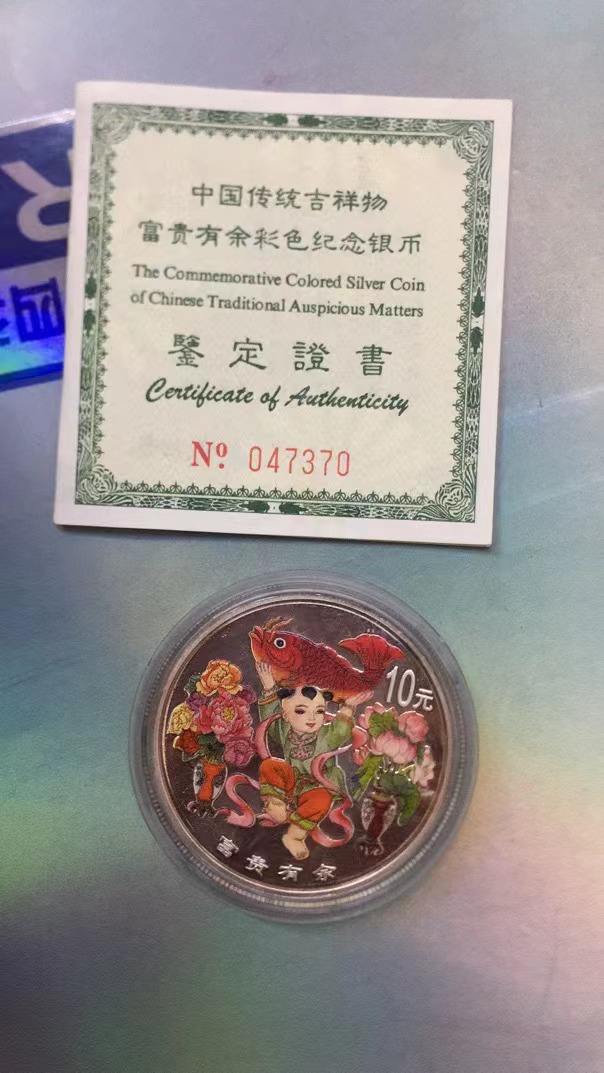 中国传统吉祥物
富贵有余彩色纪念银币
The Commemorative Colored Silver Coin
of Chinese Traditional Auspicious Matters
鑒定證書
Certificate of Authenticity
Nº 047370
R
10元
富贵有余